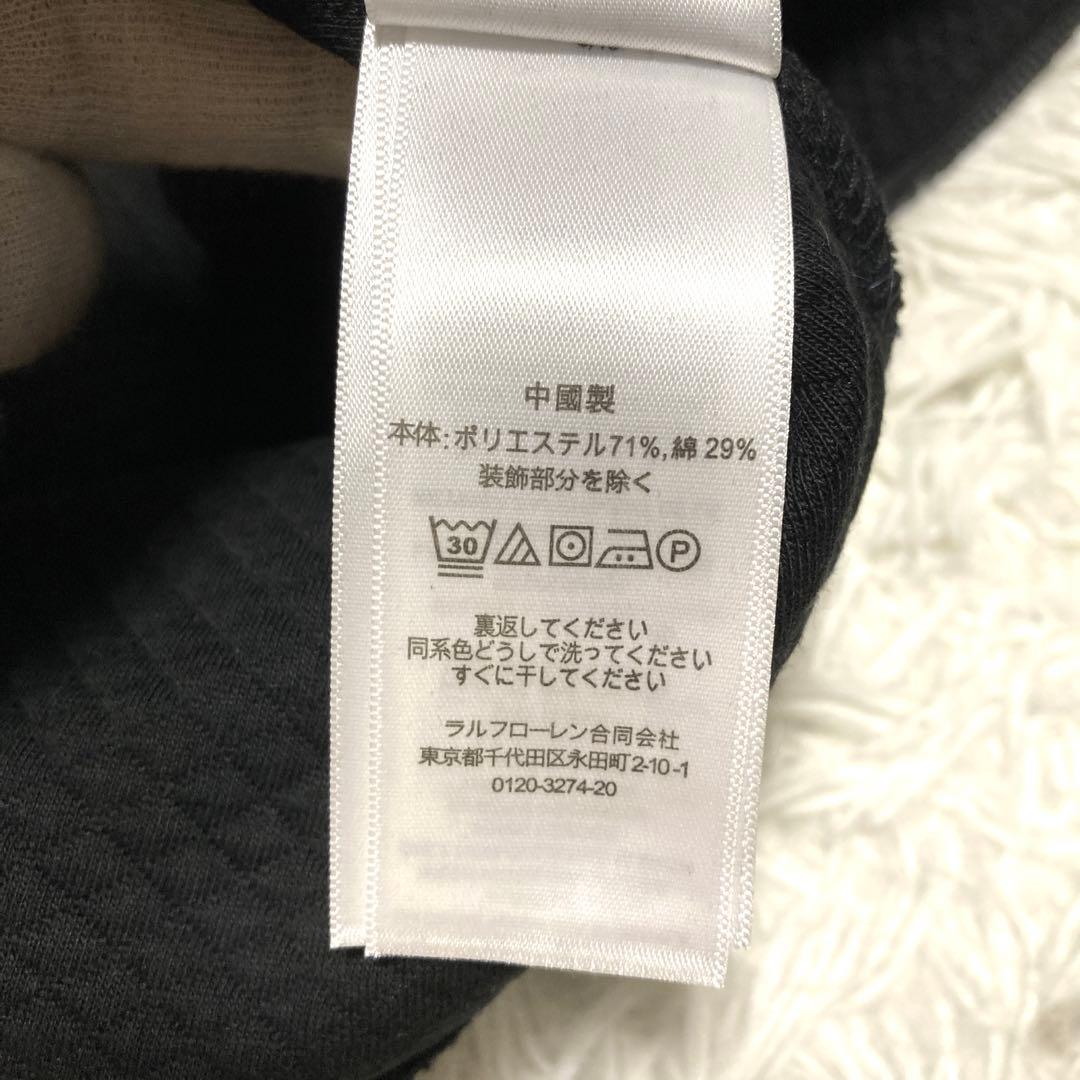 中國製
本体:ポリエステル71%,綿 29%
装飾部分を除く
30 P
裏返してください
同系色どうしで洗ってください
すぐに干してください
ラルフローレン合同会社
東京都千代田区永田町2-10-1
0120-3274-20